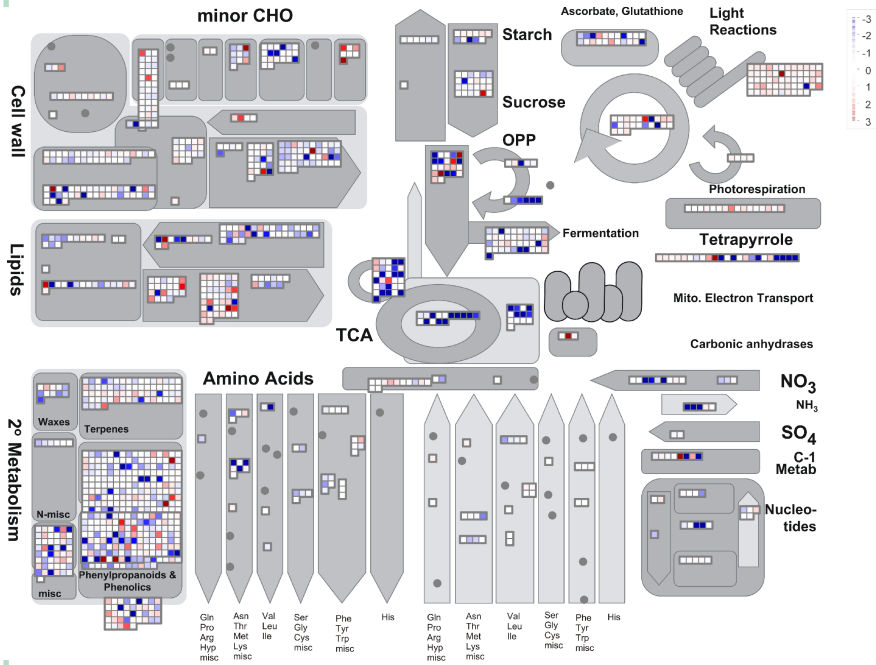 minor CHO
Ascorbate, Glutathione
Light
Reactions
-3
-2
-1
0
1
2
3
Starch
Sucrose
Cell wall
OPP
Photorespiration
Lipids
Fermentation
Tetrapyrrole
Mito. Electron Transport
TCA
Carbonic anhydrases
Amino Acids
NO3
NH3
SO4
C-1
Metab
2º Metabolism
Waxes
Terpenes
N-misc
misc
Phenylpropanoids &
Phenolics
Nucleo-
tides
Gln
Pro
Arg
Hyp
misc
Asn
Thr
Met
Lys
misc
Val
Leu
Ile
Ser
Gly
Cys
misc
Phe
Tyr
Trp
misc
His
Gln
Pro
Arg
Hyp
misc
Asn
Thr
Met
Lys
misc
Val
Leu
Ile
Ser
Gly
Cys
misc
Phe
Tyr
Trp
misc
His